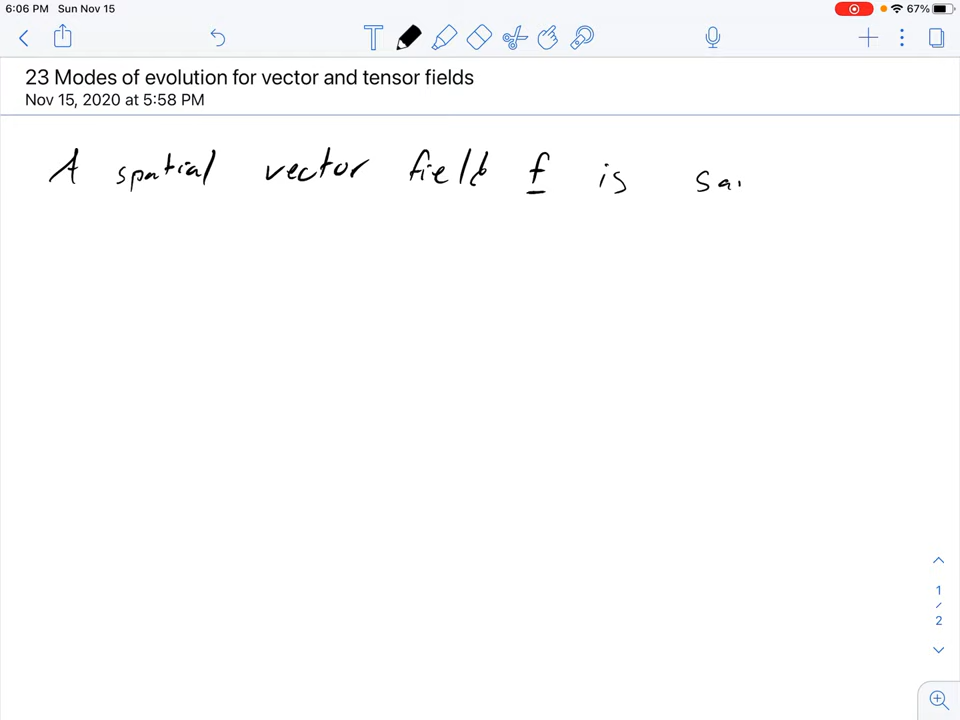 6:06 PM Sun Nov 15 67%
T
23 Modes of evolution for vector and tensor fields
Nov 15, 2020 at 5:58 PM
A spatial vector field f is sai
1
/
2